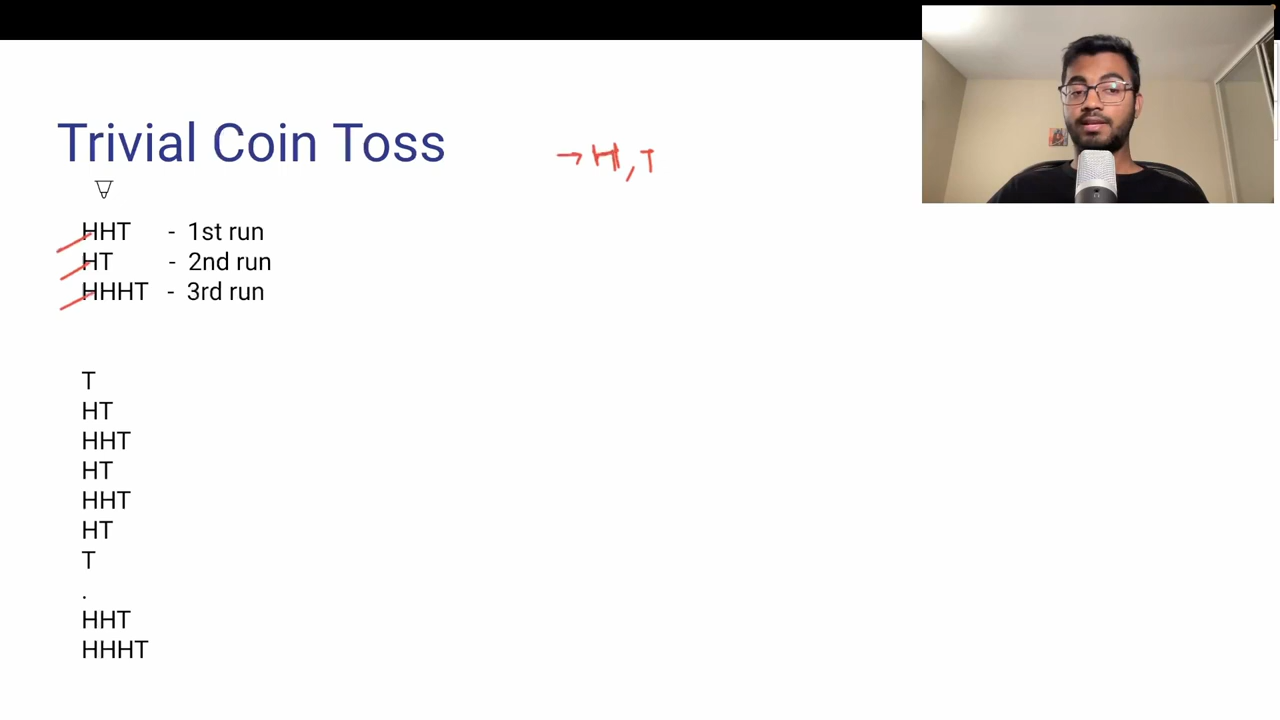 Trivial Coin Toss
→ H, T
HHT - 1st run
HT - 2nd run
HHHT - 3rd run
T
HT
HHT
HT
HHT
HT
T
.
HHT
HHHT